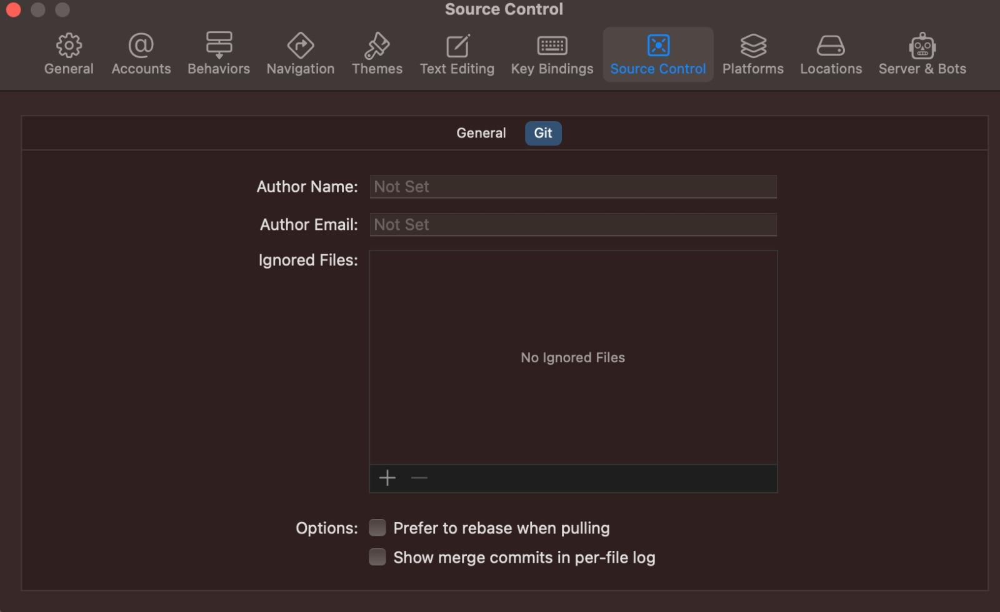 Source Control
General Accounts Behaviors Navigation Themes Text Editing Key Bindings Source Control Platforms Locations Server & Bots
General Git
Author Name: Not Set
Author Email: Not Set
Ignored Files:
No Ignored Files
Options: Prefer to rebase when pulling
Show merge commits in per-file log